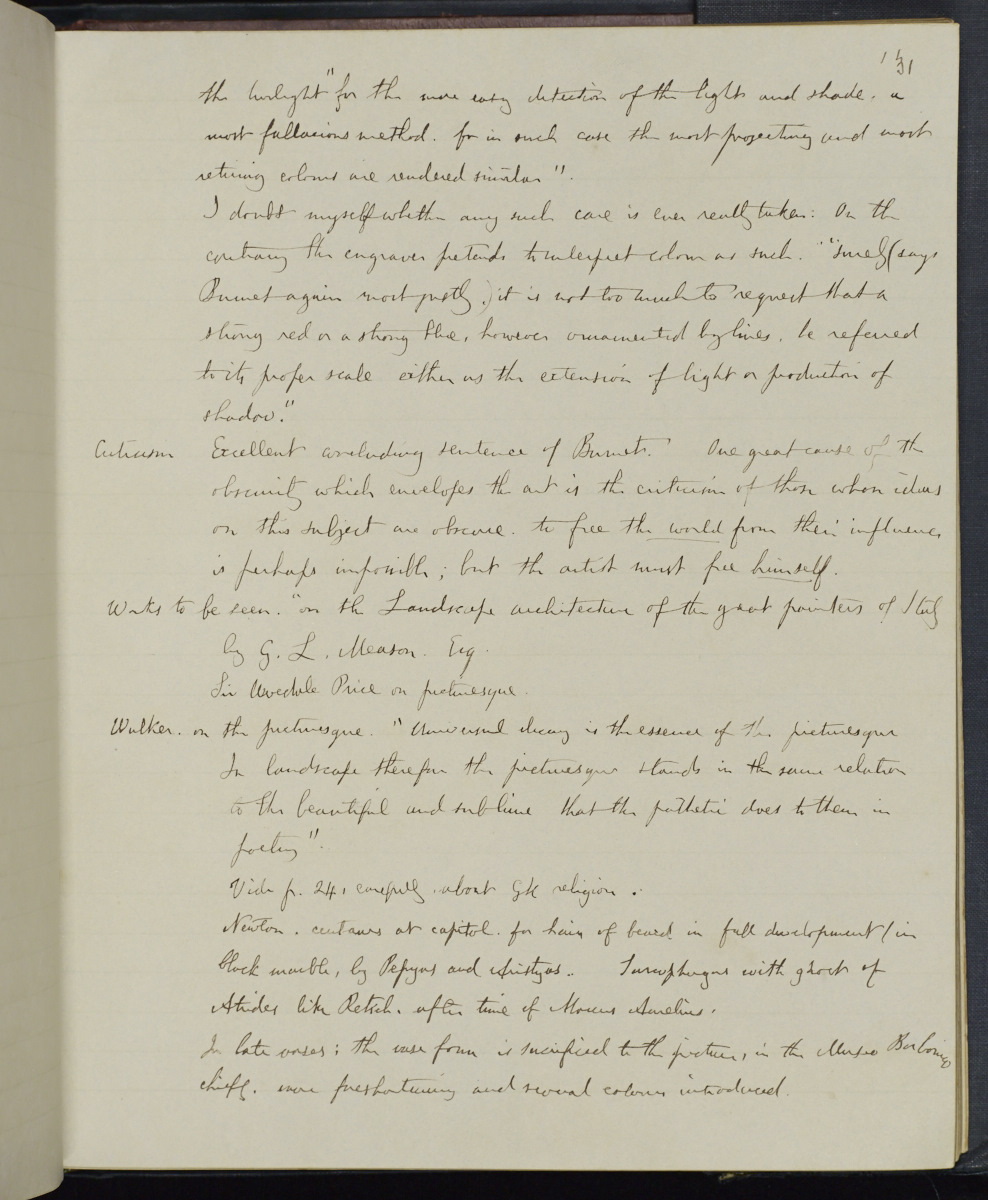 131
the twilight "for the more easy detection of the lights and shade. a
most fallacious method. for in such case the most projecting and most
retiring colours are rendered similar".
I doubt myself whether any such care is ever really taken: On the
contrary the engraver pretends to interpret colour as such. "surely (says
Burnet again most justly.) it is not too much to request that a
strong red or a strong blue, however ornamented by lines, be referred
to its proper scale either as the extension of light or production of
shadow."
Criticism Excellent concluding sentence of Burnet. One great cause of the
obscurity which envelopes the art is the criticism of those whose ideas
on this subject are obscure. to free the world from their influence
is perhaps impossible; but the artist must free himself.
Works to be seen. "on the Landscape architecture of the great painters of Italy
by G. L. Meason. Esq.
Sir Uvedale Price on picturesque.
Walker. on the picturesque. "Universal decay is the essence of the picturesque
In landscape therefore the picturesque stands in the same relation
to the beautiful and sublime that the pathetic does to them in
poetry".
Vide p. 24, carefully. about Gk religion.
Newton. centaurs at capitol. for hair of beard in full development (in
black marble, by Papyas and Aristyas.. Sarcophagus with ghost of
Atrides like Retsch. after time of Marcus Aurelius.
In late vases; the vase form is sacrificed to the picture, in the Museo Borbonico
chiefly. more foreshortening and several colours introduced.